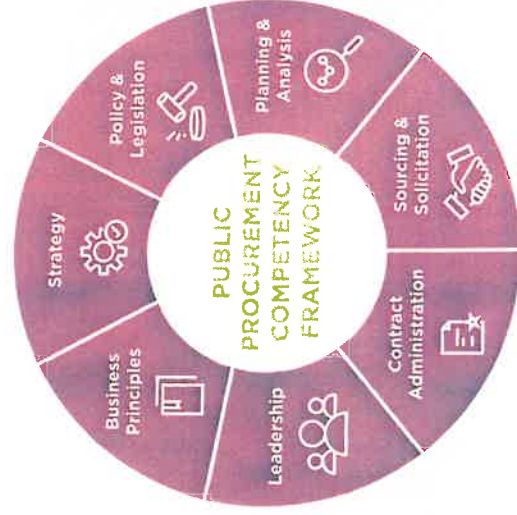 PUBLIC
PROCUREMENT
COMPETENCY
FRAMEWORK
Business
Principles
Strategy
Policy &
Legislation
Planning &
Analysis
Sourcing &
Solicitation
Contract
Administration
Leadership